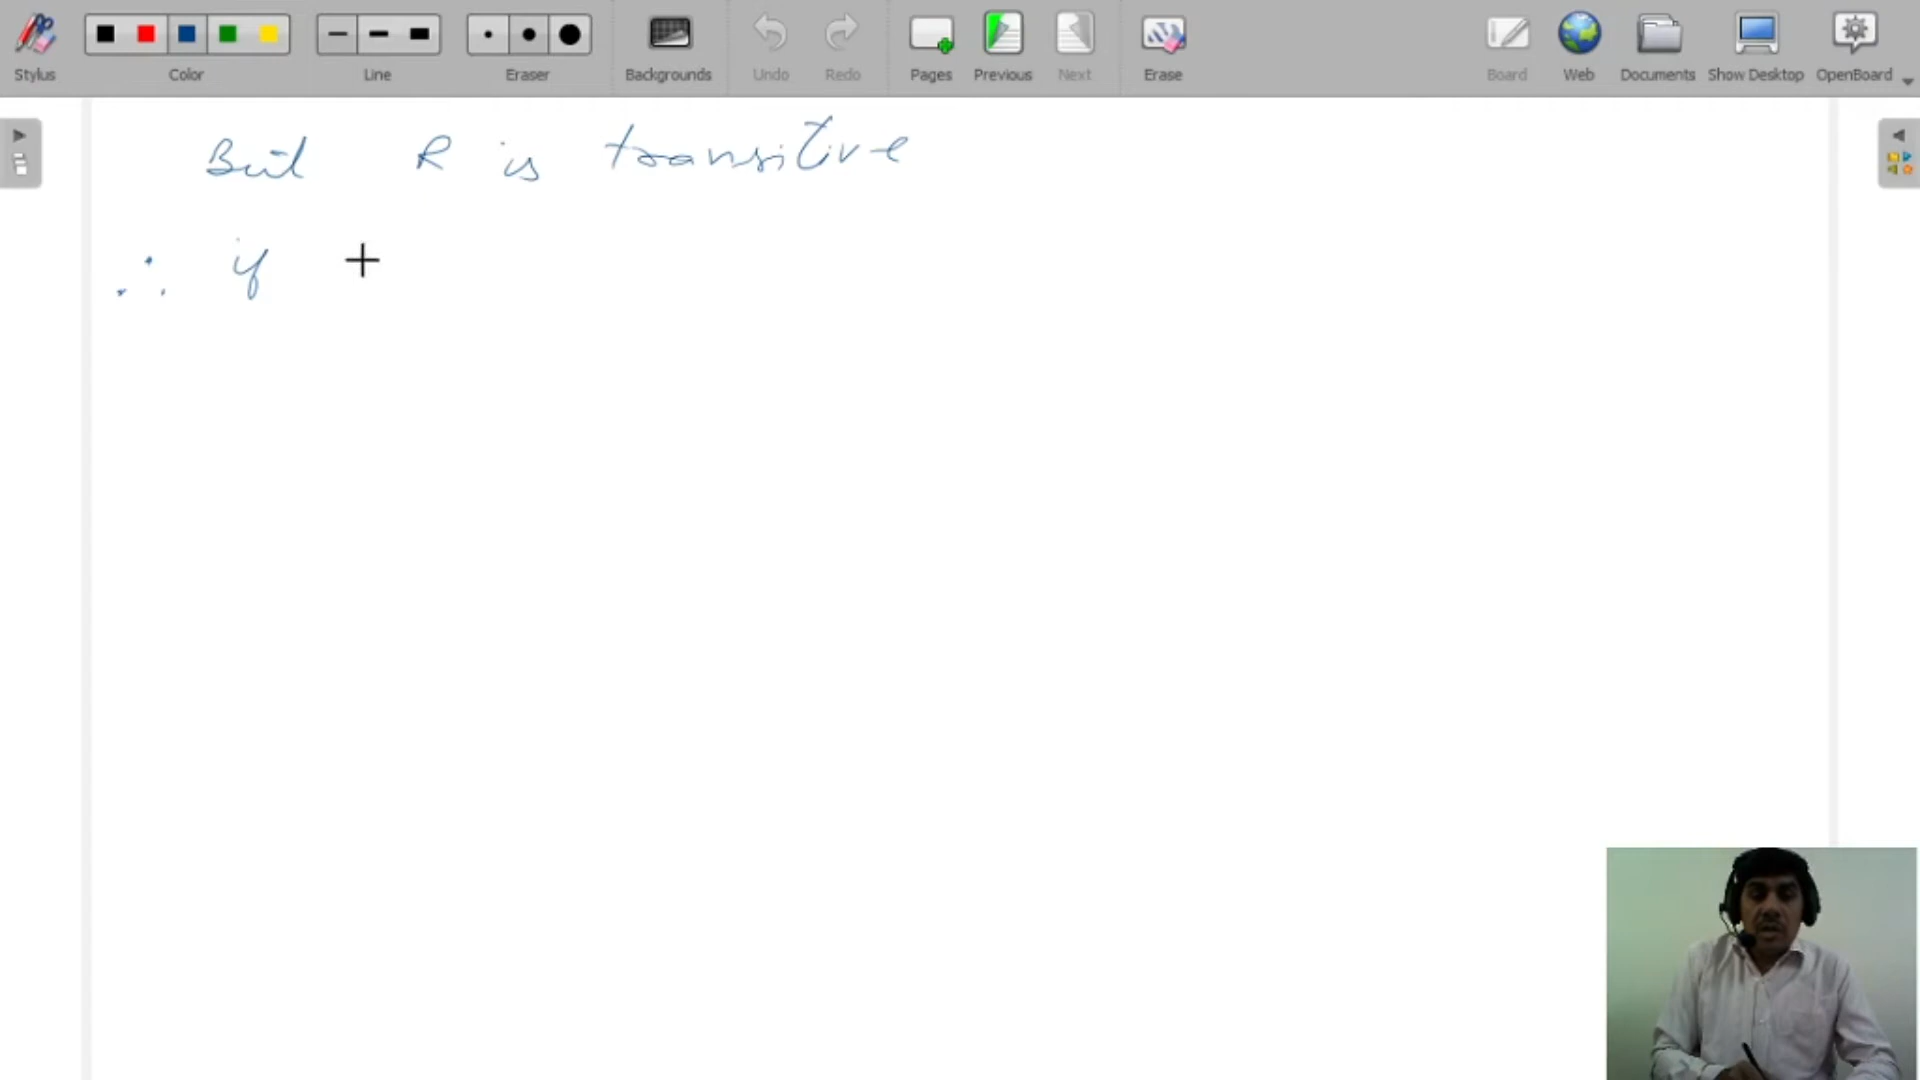 Stylus Color Line Eraser Backgrounds Undo Redo Pages Previous Next Erase Board Web Documents Show Desktop OpenBoard
But R is transitive
∴ if